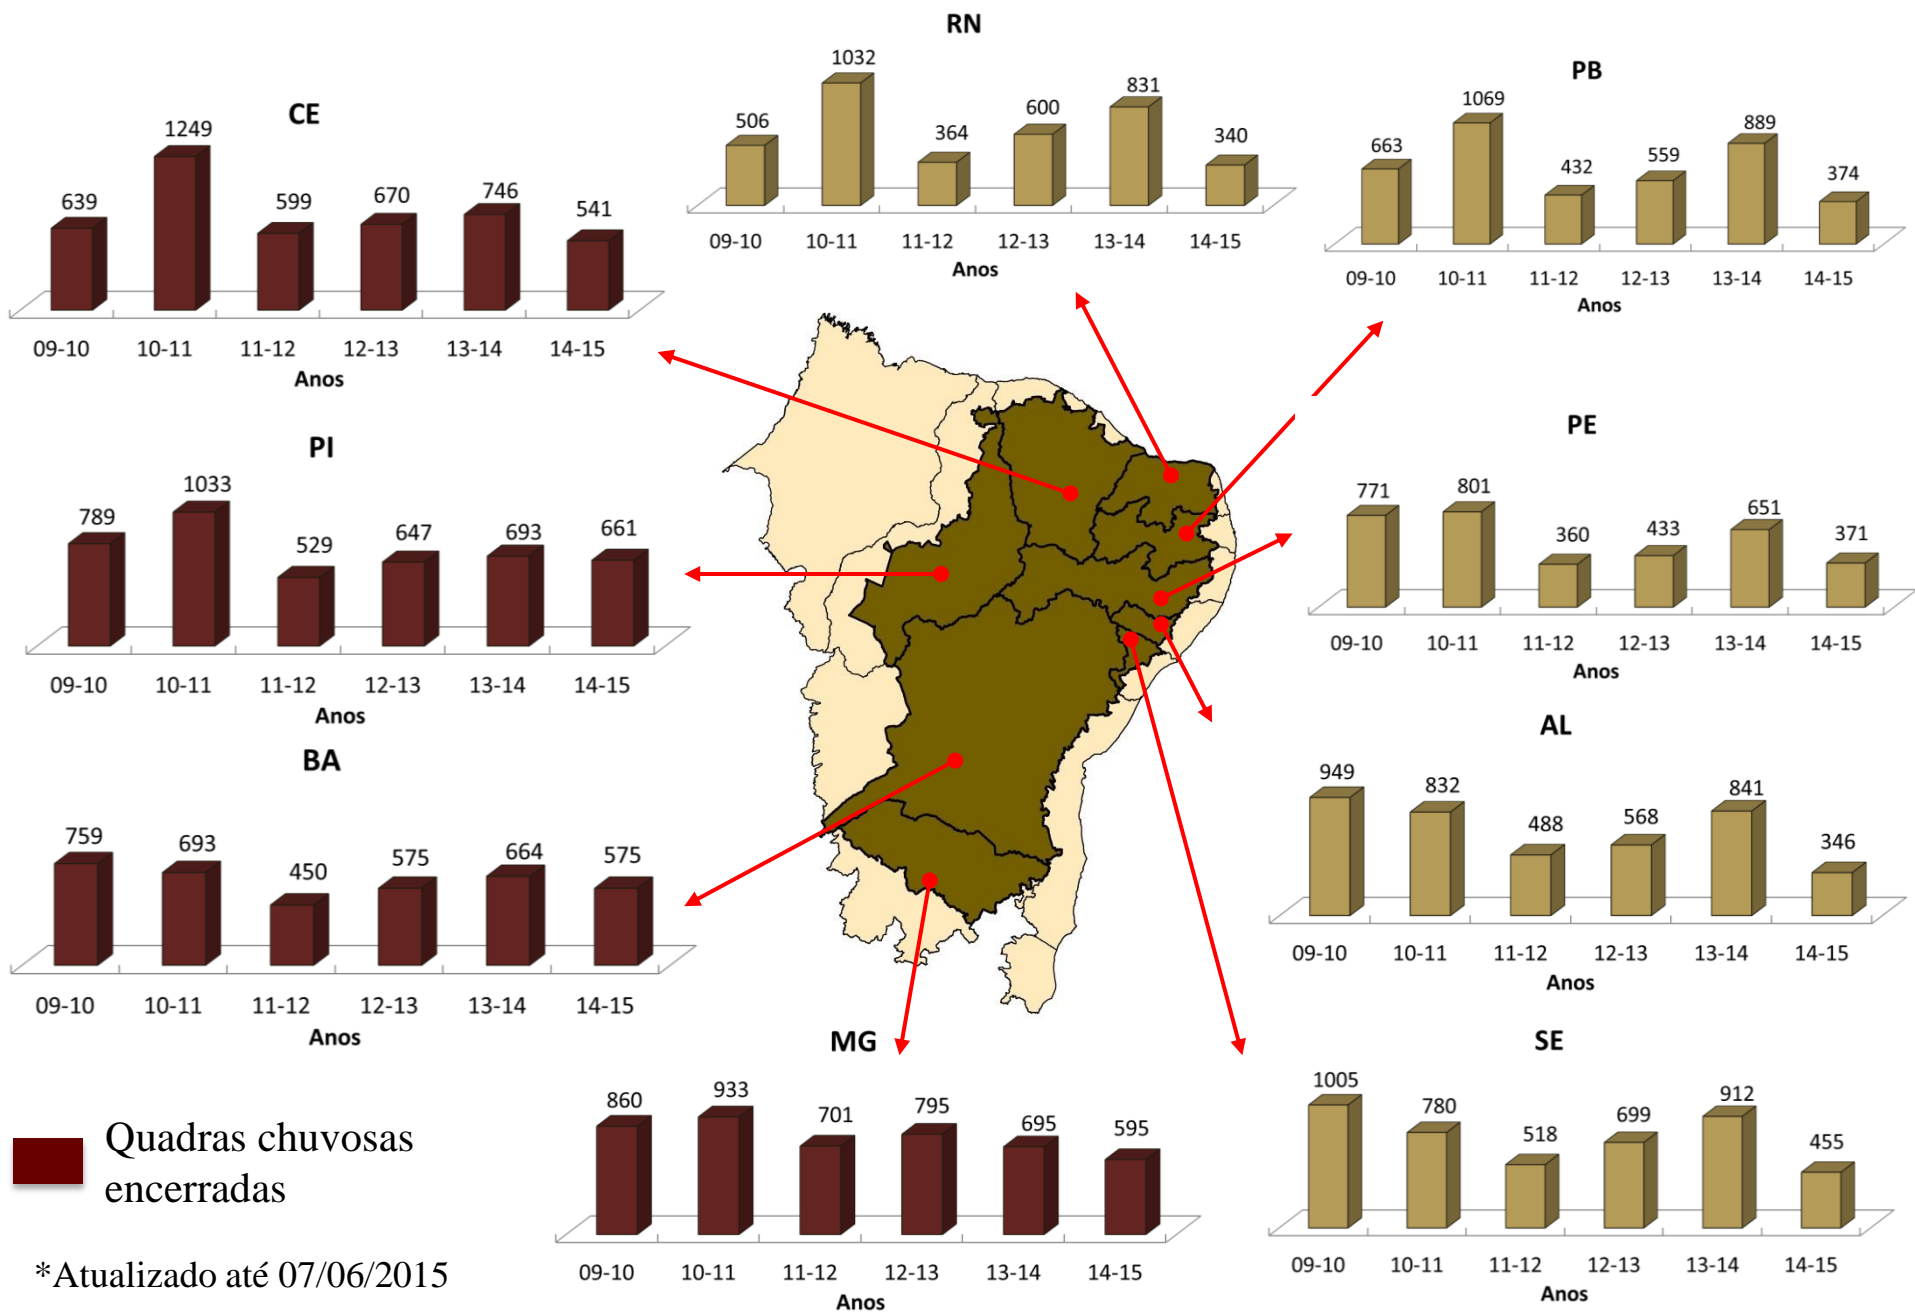 RN
1032
831
600
506
364
340
09-10 10-11 11-12 12-13 13-14 14-15
Anos
PB
1069
889
663
559
432
374
09-10 10-11 11-12 12-13 13-14 14-15
Anos
CE
1249
746
670
639
599
541
09-10 10-11 11-12 12-13 13-14 14-15
Anos
PI
1033
789
693
661
647
529
09-10 10-11 11-12 12-13 13-14 14-15
Anos
PE
801
771
651
433
371
360
09-10 10-11 11-12 12-13 13-14 14-15
Anos
BA
759
693
664
575
575
450
09-10 10-11 11-12 12-13 13-14 14-15
Anos
AL
949
841
832
568
488
346
09-10 10-11 11-12 12-13 13-14 14-15
Anos
MG
933
860
795
701
695
595
09-10 10-11 11-12 12-13 13-14 14-15
Anos
SE
1005
912
780
699
518
455
09-10 10-11 11-12 12-13 13-14 14-15
Anos
Quadras chuvosas
encerradas
*Atualizado até 07/06/2015